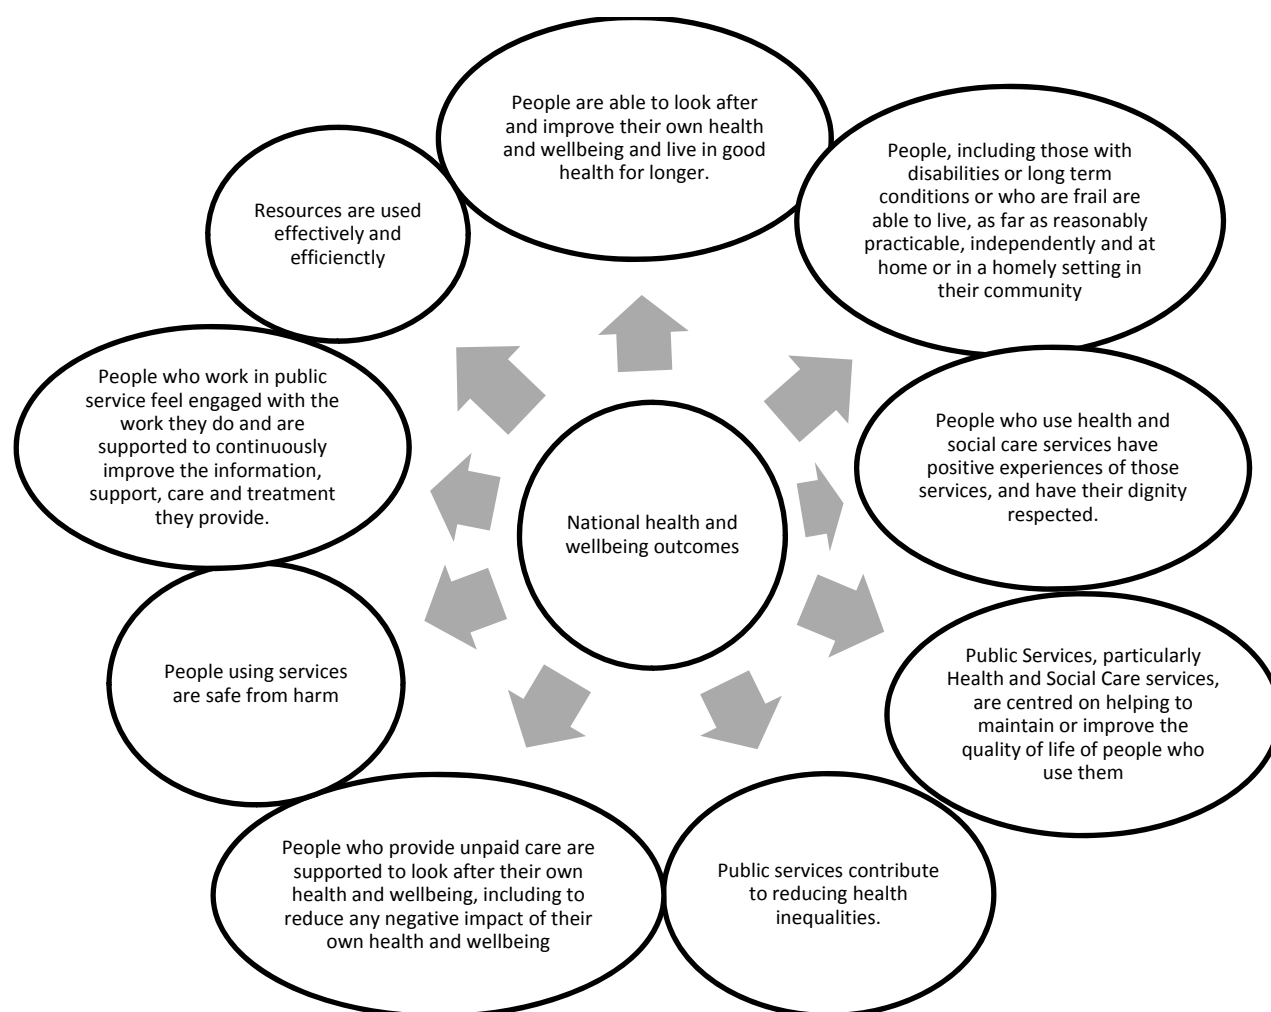 People are able to look after
and improve their own health
and wellbeing and live in good
health for longer.
People, including those with
disabilities or long term
conditions or who are frail are
able to live, as far as reasonably
practicable, independently and at
home or in a homely setting in
their community
People who use health and
social care services have
positive experiences of those
services, and have their dignity
respected.
Public Services, particularly
Health and Social Care services,
are centred on helping to
maintain or improve the
quality of life of people who
use them
Public services contribute
to reducing health
inequalities.
People who provide unpaid care are
supported to look after their own
health and wellbeing, including to
reduce any negative impact of their
own health and wellbeing
People using services
are safe from harm
People who work in public
service feel engaged with the
work they do and are
supported to continuously
improve the information,
support, care and treatment
they provide.
Resources are used
effectively and
efficienctly
National health and
wellbeing outcomes